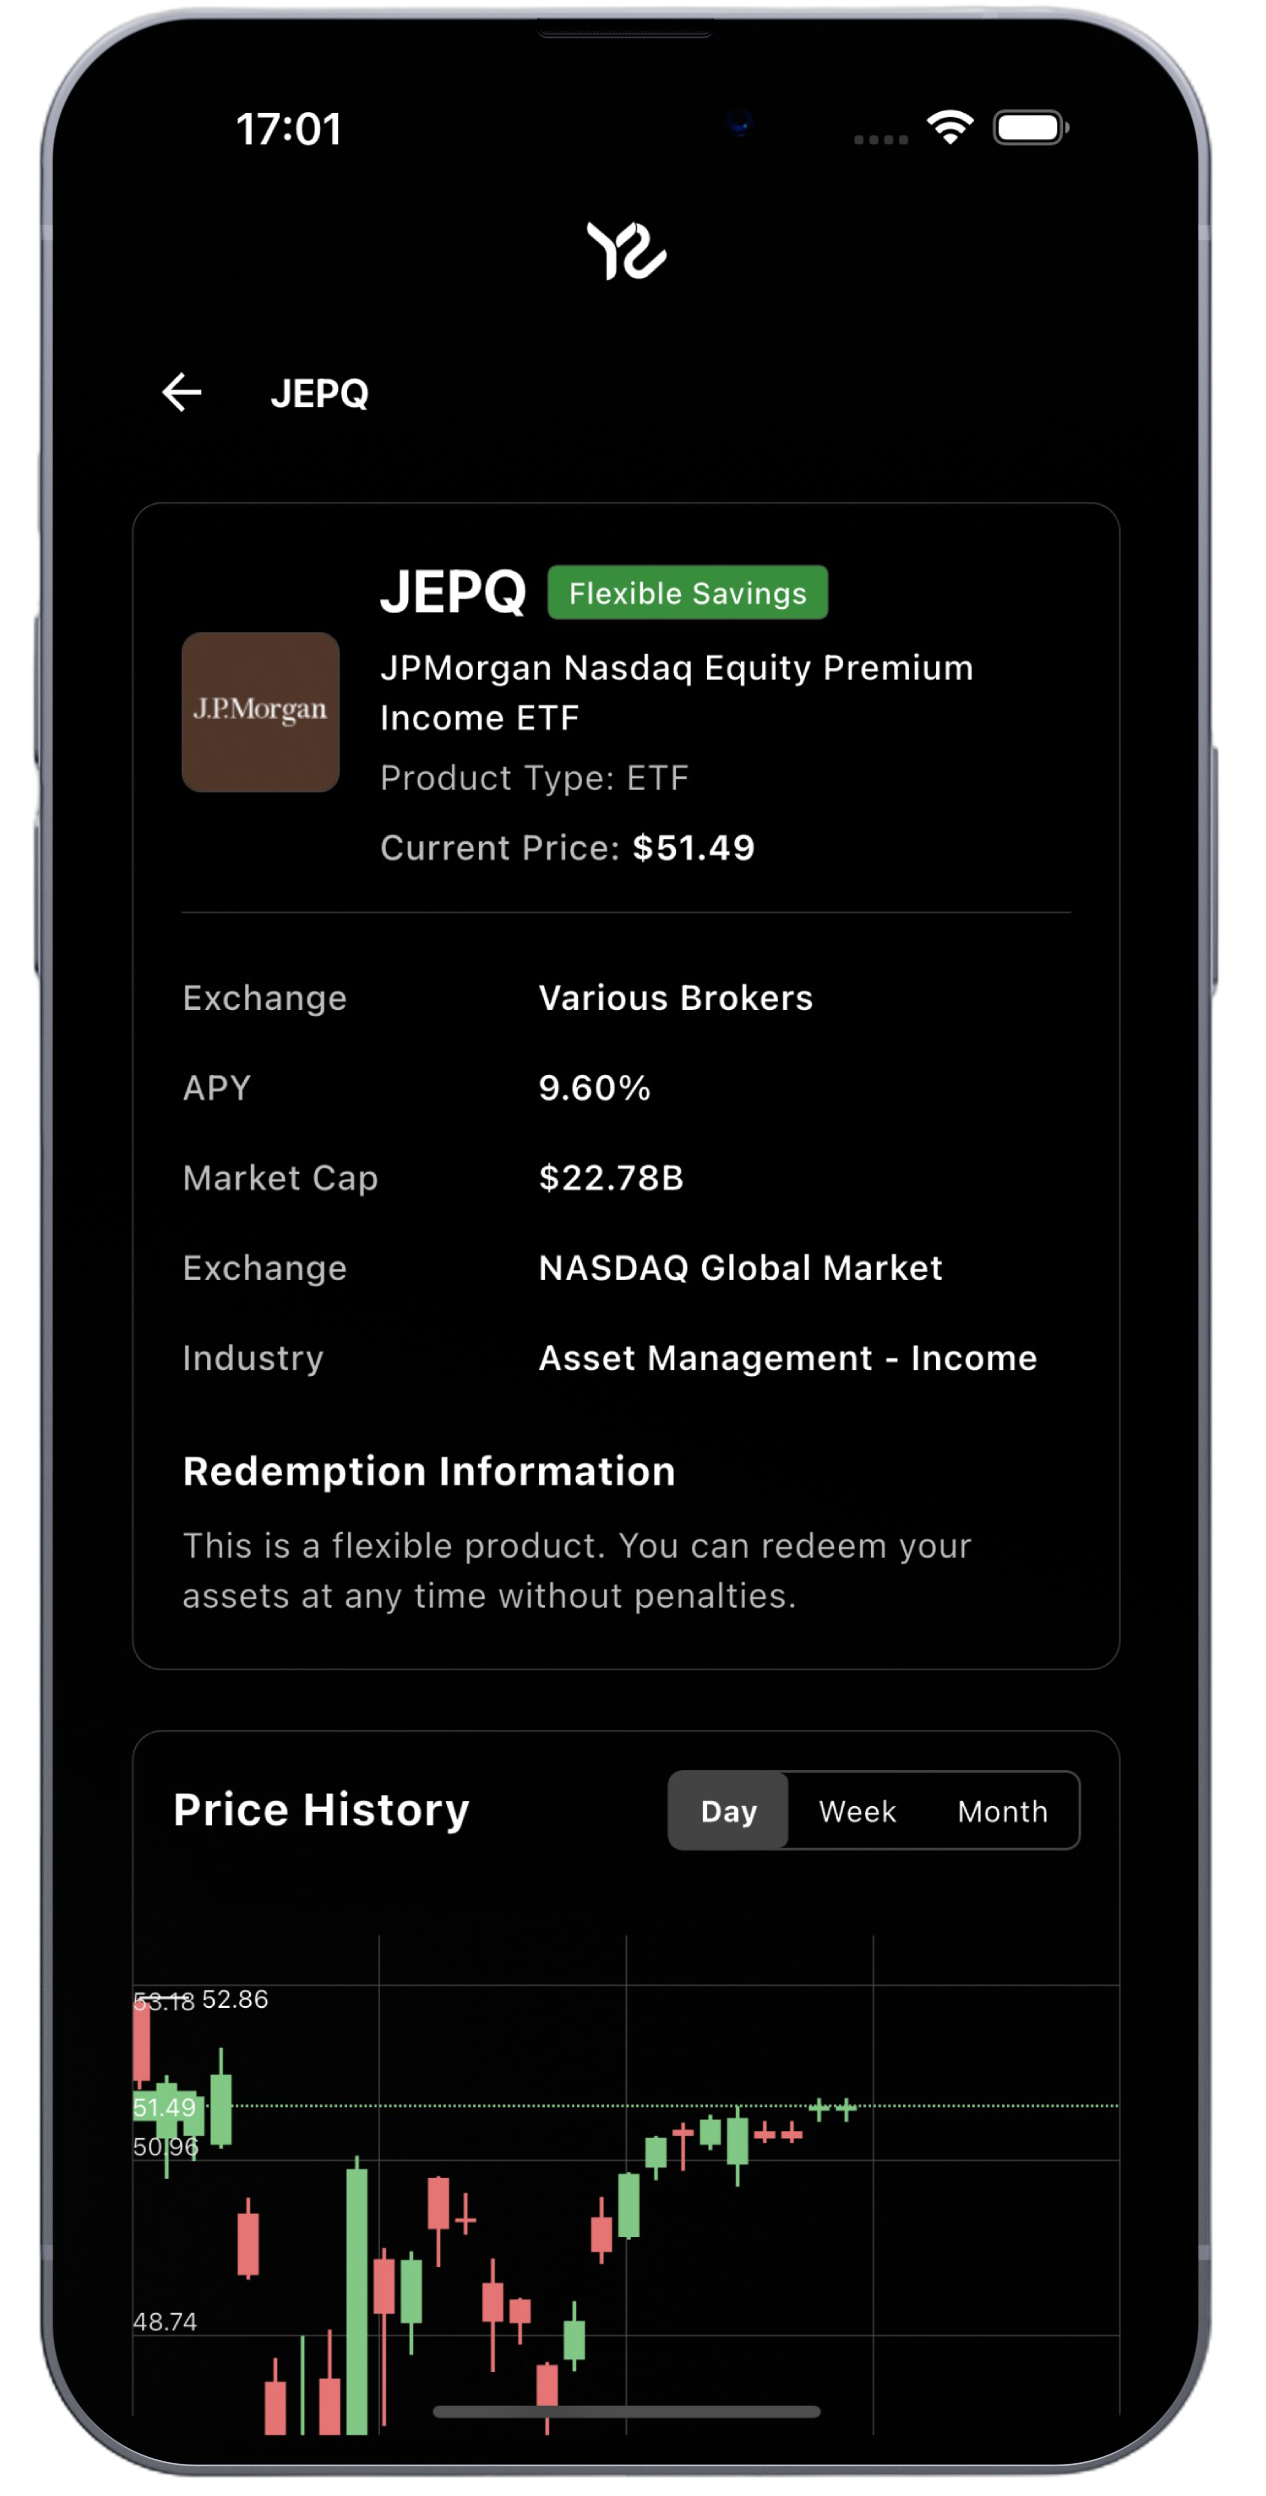 17:01
JEPQ
JEPQ
Flexible Savings
J.P.Morgan
JPMorgan Nasdaq Equity Premium
Income ETF
Product Type: ETF
Current Price: $51.49
Exchange Various Brokers
APY 9.60%
Market Cap $22.78B
Exchange NASDAQ Global Market
Industry Asset Management - Income
Redemption Information
This is a flexible product. You can redeem your
assets at any time without penalties.
Price History
Day Week Month
53.18 52.86
51.49
50.96
48.74